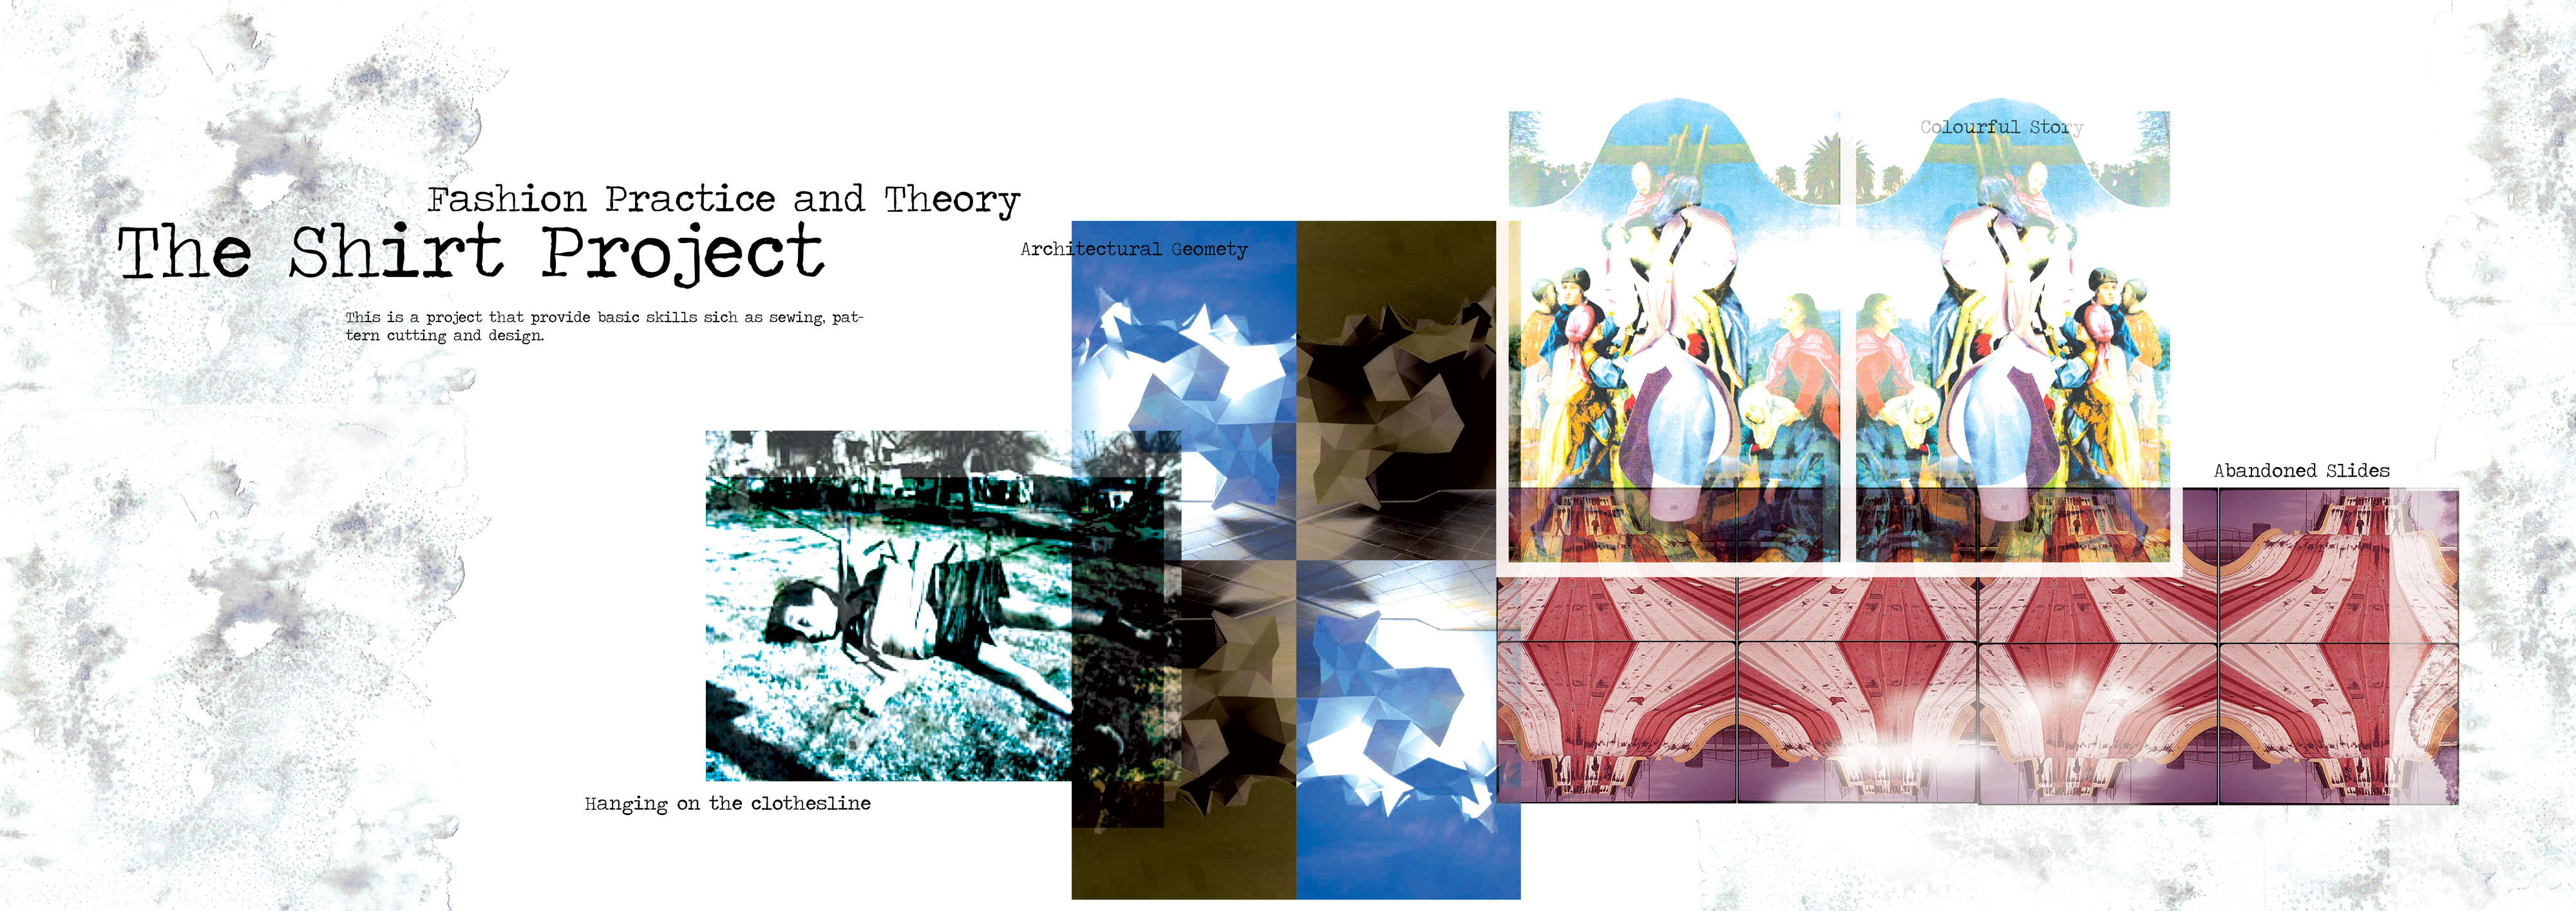 Fashion Practice and Theory
The Shirt Project
This is a project that provide basic skills sich as sewing, pat-
tern cutting and design.
Hanging on the clothesline
Architectural Geomety
Colourful Story
Abandoned Slides